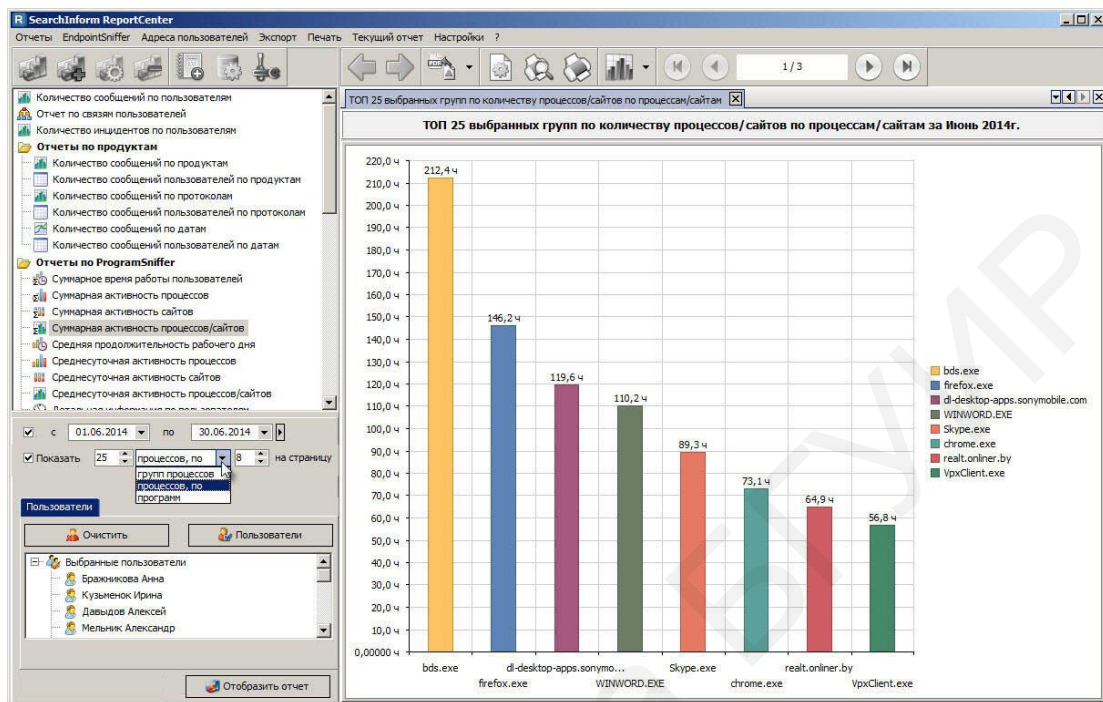 SearchInform ReportCenter
Отчеты EndpointSniffer Адреса пользователей Экспорт Печать Текущий отчет Настройки ?
1/3
Количество сообщений по пользователям
Отчет по связям пользователей
Количество инцидентов по пользователям
Отчеты по продуктам
Количество сообщений по продуктам
Количество сообщений пользователей по продуктам
Количество сообщений по протоколам
Количество сообщений пользователей по протоколам
Количество сообщений по датам
Количество сообщений пользователей по датам
Отчеты по ProgramSniffer
Суммарное время работы пользователей
Суммарная активность процессов
Суммарная активность сайтов
Суммарная активность процессов/сайтов
Средняя продолжительность рабочего дня
Среднесуточная активность процессов
Среднесуточная активность сайтов
Среднесуточная активность процессов/сайтов
Детальная информация по пользователям
с 01.06.2014 по 30.06.2014
Показать 25 процессов, по 8 на страницу
групп процессов
процессов, по
программ
Пользователи
Очистить Пользователи
Выбранные пользователи
Бражникова Анна
Кузьменок Ирина
Давыдов Алексей
Мельник Александр
Отобразить отчет
ТОП 25 выбранных групп по количеству процессов/сайтов по процессам/сайтам
ТОП 25 выбранных групп по количеству процессов/сайтов по процессам/сайтам за Июнь 2014г.
220,0 ч
210,0 ч
200,0 ч
190,0 ч
180,0 ч
170,0 ч
160,0 ч
150,0 ч
140,0 ч
130,0 ч
120,0 ч
110,0 ч
100,0 ч
90,0 ч
80,0 ч
70,0 ч
60,0 ч
50,0 ч
40,0 ч
30,0 ч
20,0 ч
10,0 ч
0,00000 ч
212,4 ч
146,2 ч
119,6 ч
110,2 ч
89,3 ч
73,1 ч
64,9 ч
56,8 ч
bds.exe
firefox.exe
dl-desktop-apps.sonymo...
WINWORD.EXE
Skype.exe
chrome.exe
realt.onliner.by
VpxClient.exe
bds.exe
firefox.exe
dl-desktop-apps.sonymobile.com
WINWORD.EXE
Skype.exe
chrome.exe
realt.onliner.by
VpxClient.exe
БГУИР